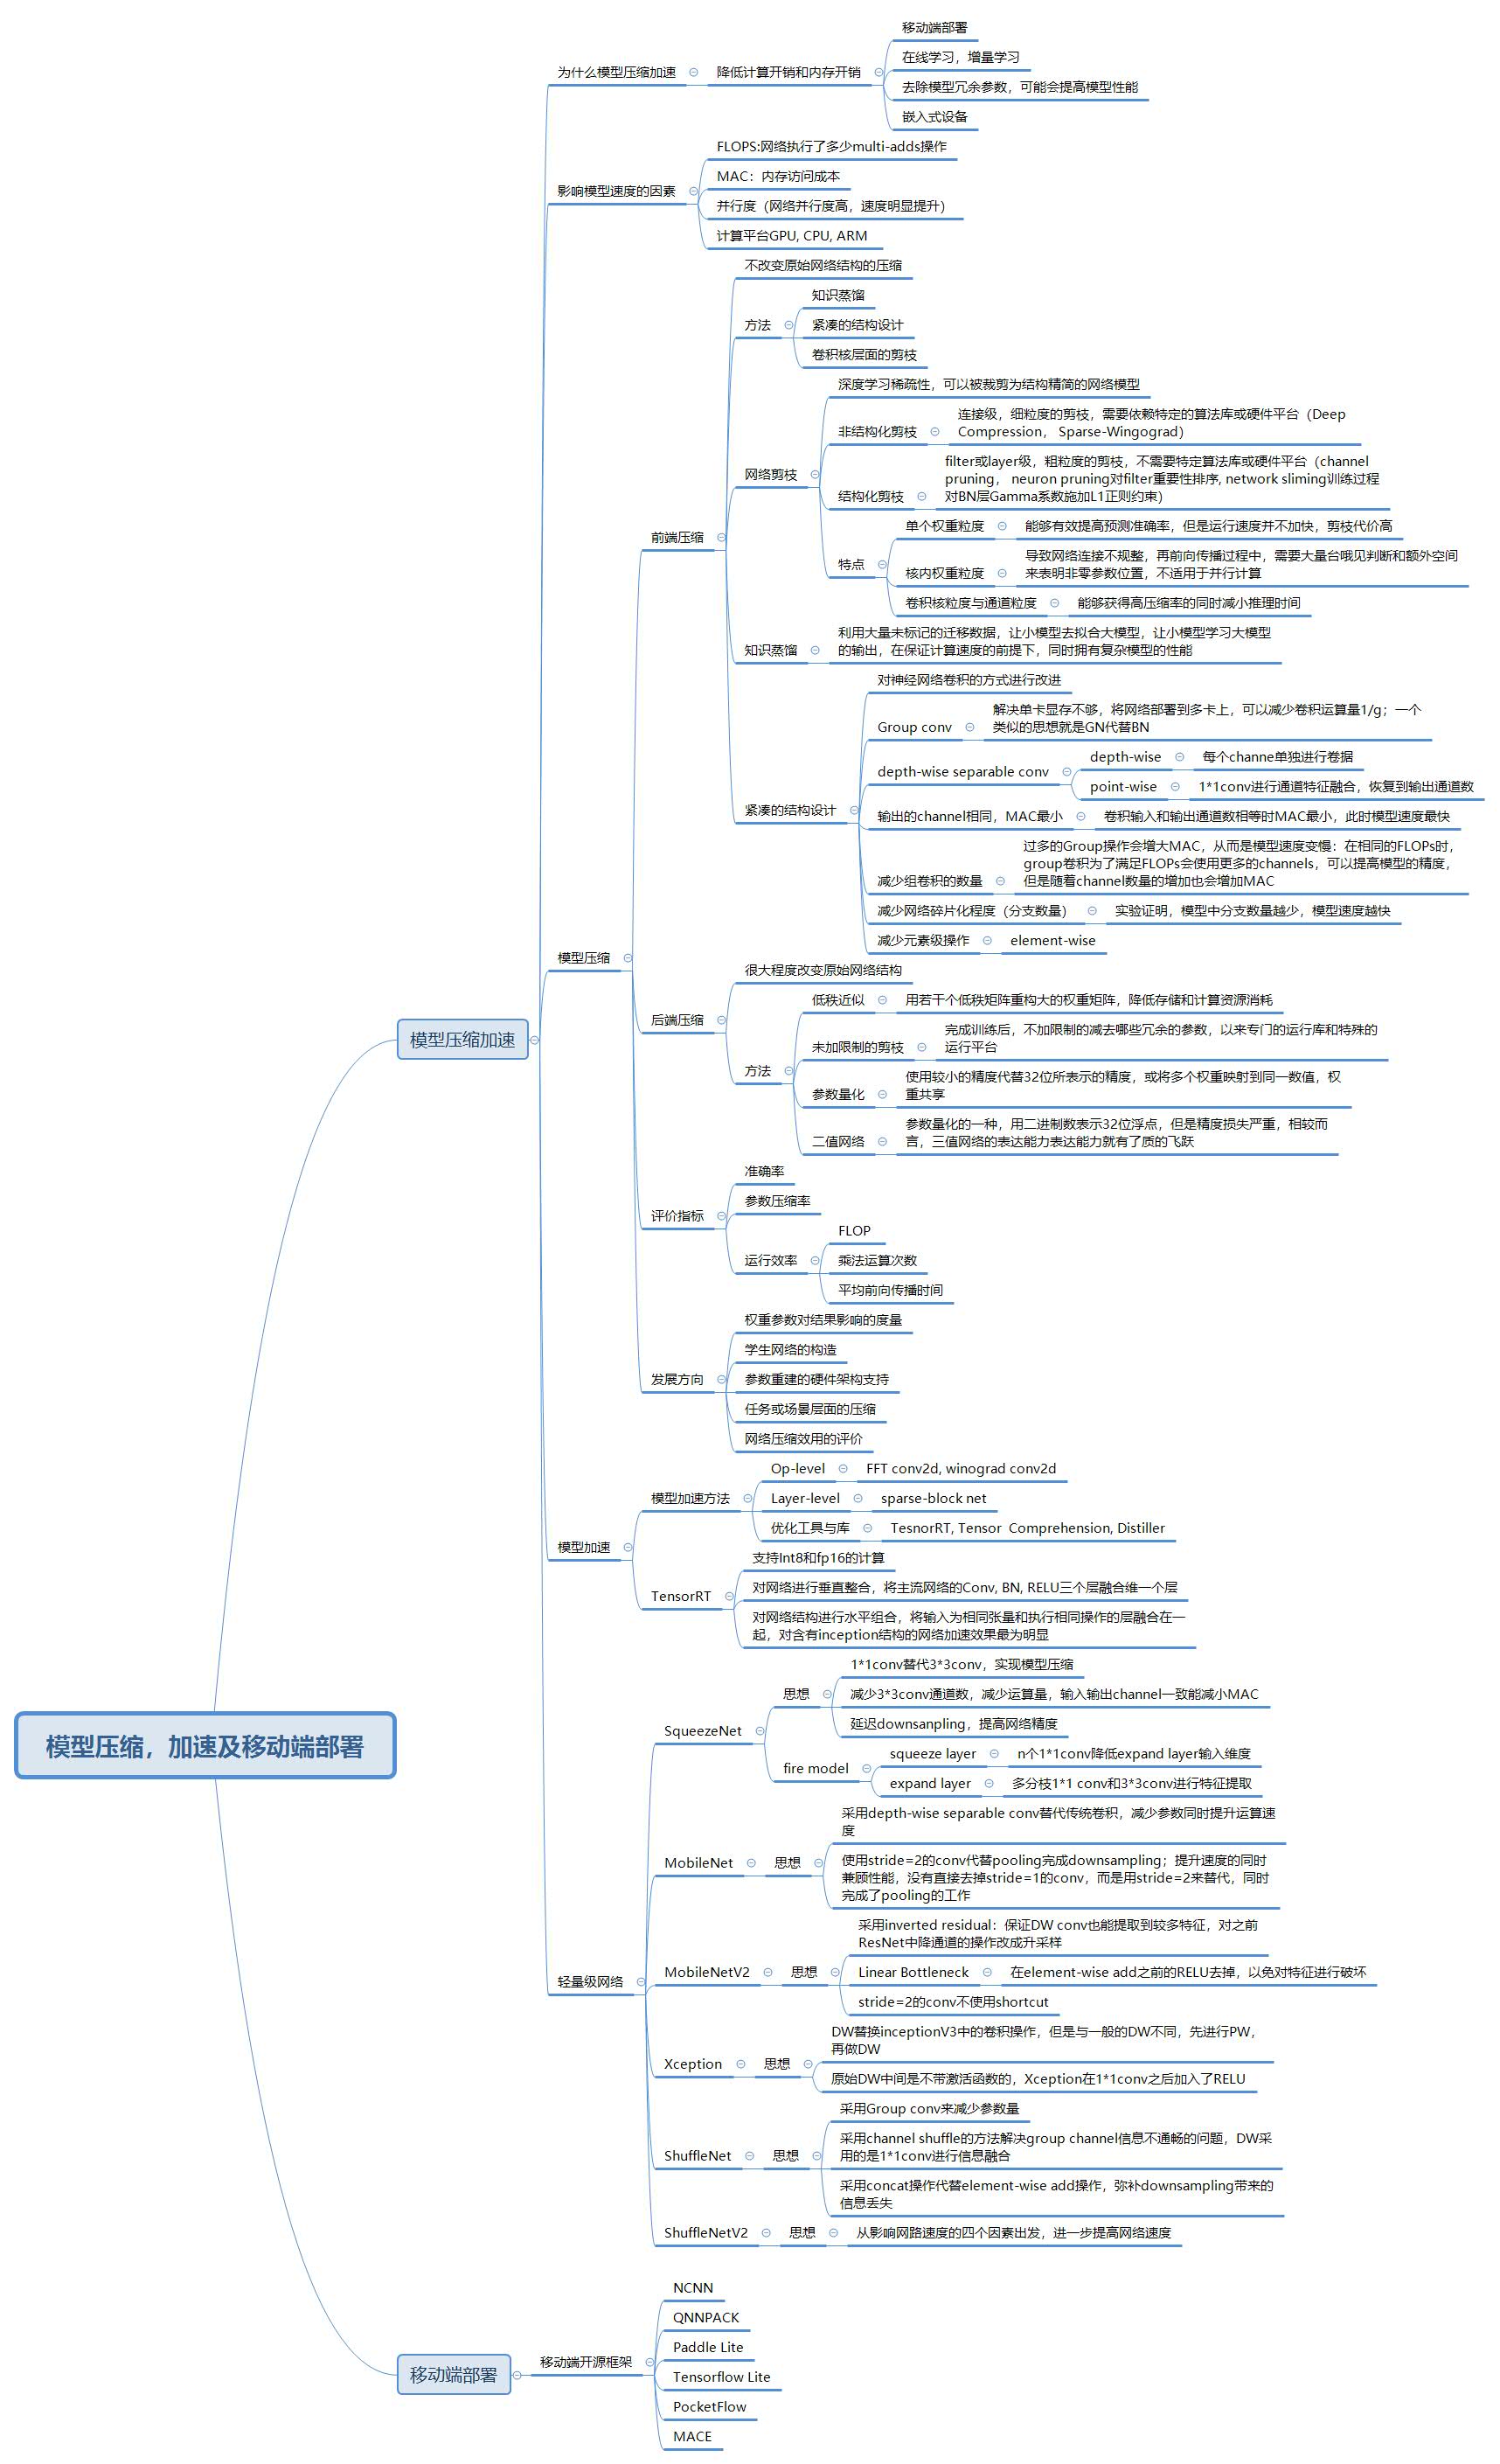 移动端部署
在线学习，增量学习
为什么模型压缩加速
降低计算开销和内存开销
去除模型冗余参数，可能会提高模型性能
嵌入式设备
FLOPS:网络执行了多少multi-adds操作
MAC：内存访问成本
影响模型速度的因素
并行度（网络并行度高，速度明显提升）
计算平台GPU, CPU, ARM
不改变原始网络结构的压缩
知识蒸馏
方法
紧凑的结构设计
卷积核层面的剪枝
深度学习稀疏性，可以被裁剪为结构精简的网络模型
非结构化剪枝
连接级，细粒度的剪枝，需要依赖特定的算法库或硬件平台（Deep
Compression， Sparse-Wingograd）
网络剪枝
结构化剪枝
filter或layer级，粗粒度的剪枝，不需要特定算法库或硬件平台（channel
pruning， neuron pruning对filter重要性排序, network sliming训练过程
对BN层Gamma系数施加L1正则约束）
前端压缩
单个权重粒度
能够有效提高预测准确率，但是运行速度并不加快，剪枝代价高
特点
核内权重粒度
导致网络连接不规整，再前向传播过程中，需要大量台哦见判断和额外空间
来表明非零参数位置，不适用于并行计算
卷积核粒度与通道粒度
能够获得高压缩率的同时减小推理时间
知识蒸馏
利用大量未标记的迁移数据，让小模型去拟合大模型，让小模型学习大模型
的输出，在保证计算速度的前提下，同时拥有复杂模型的性能
对神经网络卷积的方式进行改进
Group conv
解决单卡显存不够，将网络部署到多卡上，可以减少卷积运算量1/g；一个
类似的思想就是GN代替BN
depth-wise separable conv
depth-wise
每个channe单独进行卷据
point-wise
1*1conv进行通道特征融合，恢复到输出通道数
紧凑的结构设计
输出的channel相同，MAC最小
卷积输入和输出通道数相等时MAC最小，此时模型速度最快
减少组卷积的数量
过多的Group操作会增大MAC，从而是模型速度变慢：在相同的FLOPs时，
group卷积为了满足FLOPs会使用更多的channels，可以提高模型的精度，
但是随着channel数量的增加也会增加MAC
减少网络碎片化程度（分支数量）
实验证明，模型中分支数量越少，模型速度越快
减少元素级操作
element-wise
模型压缩
很大程度改变原始网络结构
后端压缩
低秩近似
用若干个低秩矩阵重构大的权重矩阵，降低存储和计算资源消耗
未加限制的剪枝
完成训练后，不加限制的减去哪些冗余的参数，以来专门的运行库和特殊的
运行平台
方法
参数量化
使用较小的精度代替32位所表示的精度，或将多个权重映射到同一数值，权
重共享
二值网络
参数量化的一种，用二进制数表示32位浮点，但是精度损失严重，相较而
言，三值网络的表达能力表达能力就有了质的飞跃
模型压缩加速
准确率
参数压缩率
评价指标
FLOP
运行效率
乘法运算次数
平均前向传播时间
权重参数对结果影响的度量
学生网络的构造
发展方向
参数重建的硬件架构支持
任务或场景层面的压缩
网络压缩效用的评价
Op-level
FFT conv2d, winograd conv2d
模型加速方法
Layer-level
sparse-block net
优化工具与库
TesnorRT, Tensor  Comprehension, Distiller
模型加速
支持Int8和fp16的计算
TensorRT
对网络进行垂直整合，将主流网络的Conv, BN, RELU三个层融合维一个层
对网络结构进行水平组合，将输入为相同张量和执行相同操作的层融合在一
起，对含有inception结构的网络加速效果最为明显
1*1conv替代3*3conv，实现模型压缩
思想
减少3*3conv通道数，减少运算量，输入输出channel一致能减小MAC
延迟downsanpling，提高网络精度
SqueezeNet
fire model
squeeze layer
n个1*1conv降低expand layer输入维度
expand layer
多分枝1*1 conv和3*3conv进行特征提取
模型压缩，加速及移动端部署
采用depth-wise separable conv替代传统卷积，减少参数同时提升运算速
度
MobileNet
思想
使用stride=2的conv代替pooling完成downsampling；提升速度的同时
兼顾性能，没有直接去掉stride=1的conv，而是用stride=2来替代，同时
完成了pooling的工作
采用inverted residual：保证DW conv也能提取到较多特征，对之前
ResNet中降通道的操作改成升采样
MobileNetV2
思想
Linear Bottleneck
在element-wise add之前的RELU去掉，以免对特征进行破坏
stride=2的conv不使用shortcut
轻量级网络
DW替换inceptionV3中的卷积操作，但是与一般的DW不同，先进行PW，
再做DW
Xception
思想
原始DW中间是不带激活函数的，Xception在1*1conv之后加入了RELU
采用Group conv来减少参数量
ShuffleNet
思想
采用channel shuffle的方法解决group channel信息不通畅的问题，DW采
用的是1*1conv进行信息融合
采用concat操作代替element-wise add操作，弥补downsampling带来的
信息丢失
ShuffleNetV2
思想
从影响网路速度的四个因素出发，进一步提高网络速度
NCNN
QNNPACK
Paddle Lite
移动端部署
移动端开源框架
Tensorflow Lite
PocketFlow
MACE